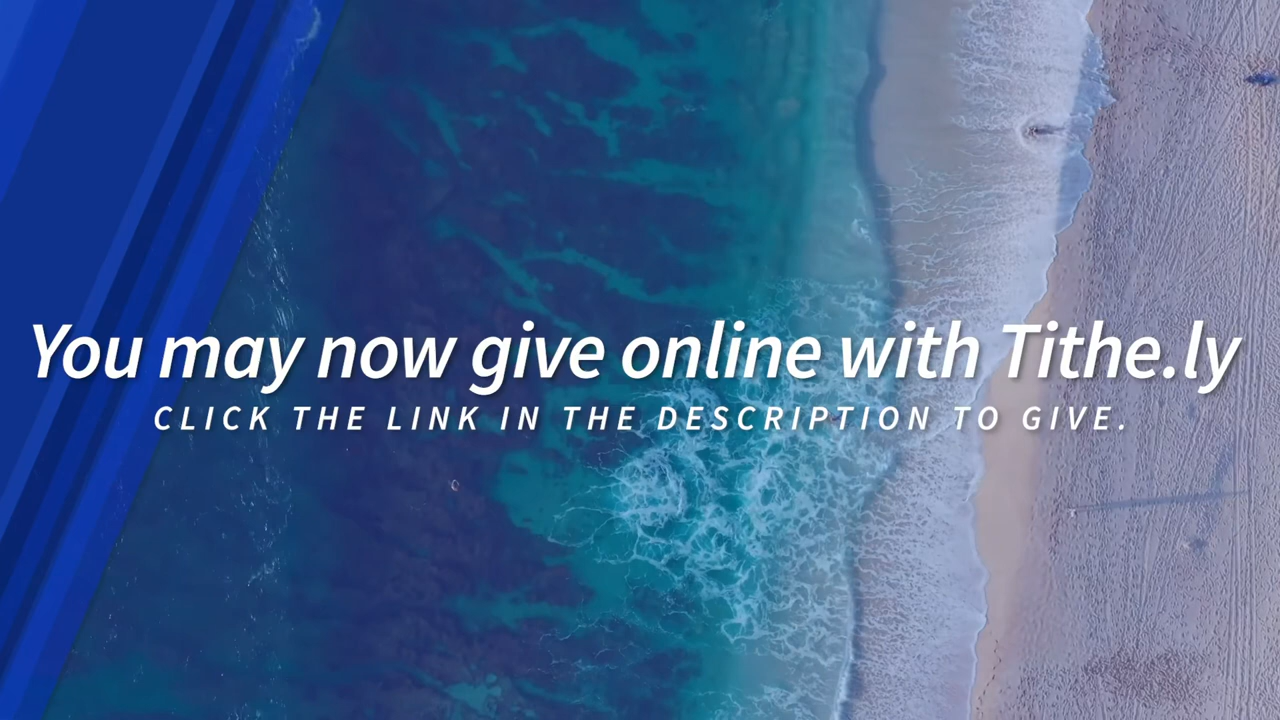 You may now give online with Tithe.ly
CLICK THE LINK IN THE DESCRIPTION TO GIVE.